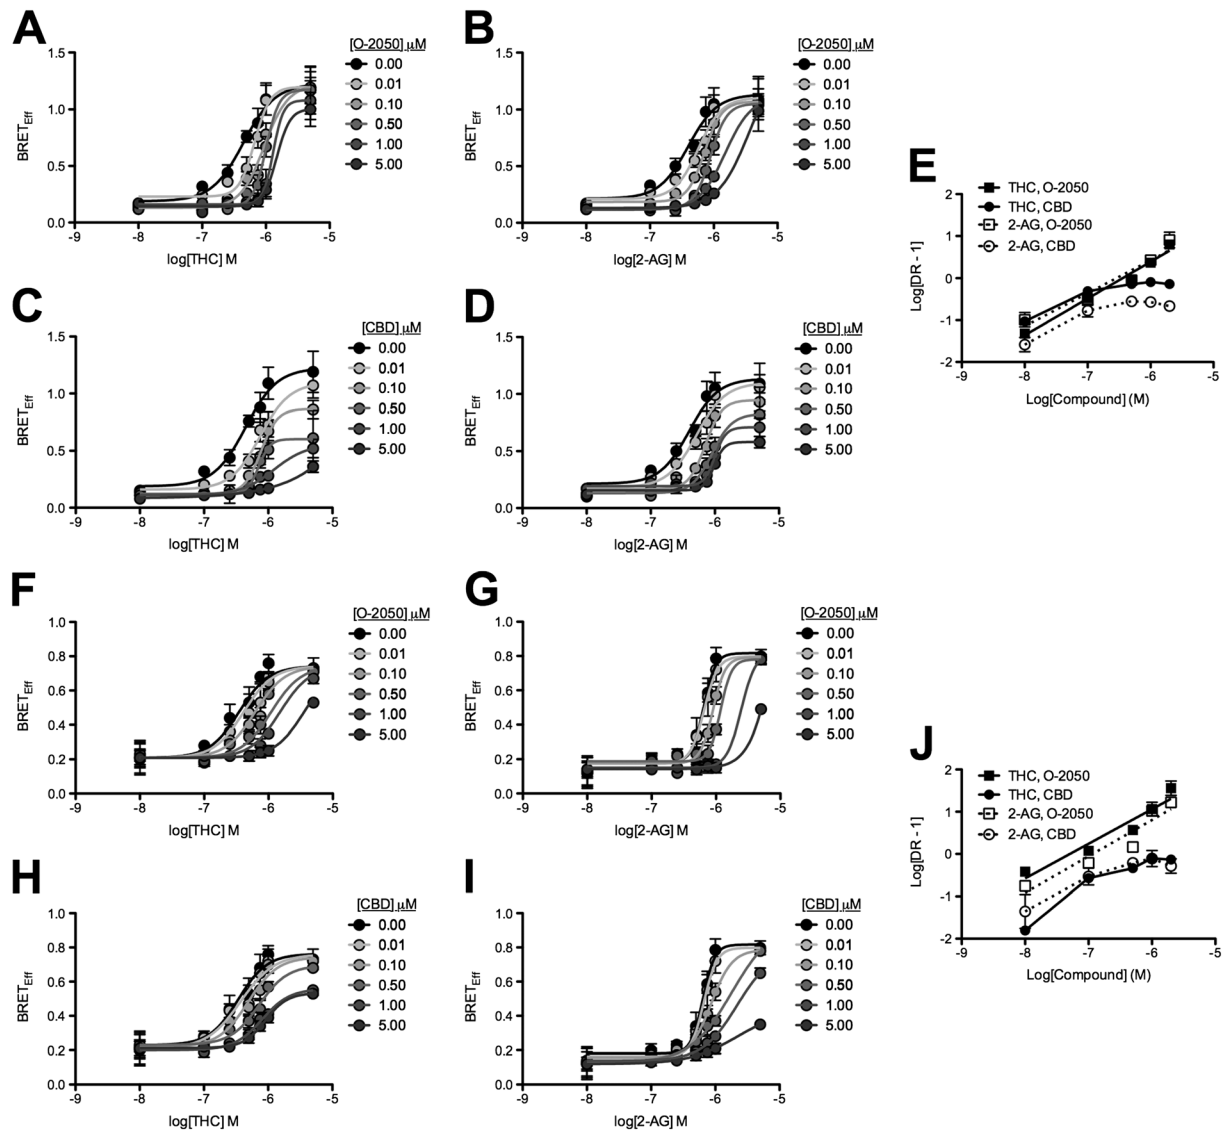 A
[O-2050] μM
0.00
0.01
0.10
0.50
1.00
5.00
1.5
1.0
0.5
0.0
BRETEff
-9 -8 -7 -6 -5
log[THC] M
B
[O-2050] μM
0.00
0.01
0.10
0.50
1.00
5.00
1.5
1.0
0.5
0.0
BRETEff
-9 -8 -7 -6 -5
log[2-AG] M
C
[CBD] μM
0.00
0.01
0.10
0.50
1.00
5.00
1.5
1.0
0.5
0.0
BRETEff
-9 -8 -7 -6 -5
log[THC] M
D
[CBD] μM
0.00
0.01
0.10
0.50
1.00
5.00
1.5
1.0
0.5
0.0
BRETEff
-9 -8 -7 -6 -5
log[2-AG] M
E
THC, O-2050
THC, CBD
2-AG, O-2050
2-AG, CBD
2
1
0
-1
-2
Log[DR - 1]
-9 -8 -7 -6 -5
Log[Compound] (M)
F
[O-2050] μM
0.00
0.01
0.10
0.50
1.00
5.00
1.0
0.8
0.6
0.4
0.2
0.0
BRETEff
-9 -8 -7 -6 -5
log[THC] M
G
[O-2050] μM
0.00
0.01
0.10
0.50
1.00
5.00
1.0
0.8
0.6
0.4
0.2
0.0
BRETEff
-9 -8 -7 -6 -5
log[2-AG] M
H
[CBD] μM
0.00
0.01
0.10
0.50
1.00
5.00
1.0
0.8
0.6
0.4
0.2
0.0
BRETEff
-9 -8 -7 -6 -5
log[THC] M
I
[CBD] μM
0.00
0.01
0.10
0.50
1.00
5.00
1.0
0.8
0.6
0.4
0.2
0.0
BRETEff
-9 -8 -7 -6 -5
log[2-AG] M
J
THC, O-2050
THC, CBD
2-AG, O-2050
2-AG, CBD
2
1
0
-1
-2
Log[DR - 1]
-9 -8 -7 -6 -5
Log[Compound] (M)